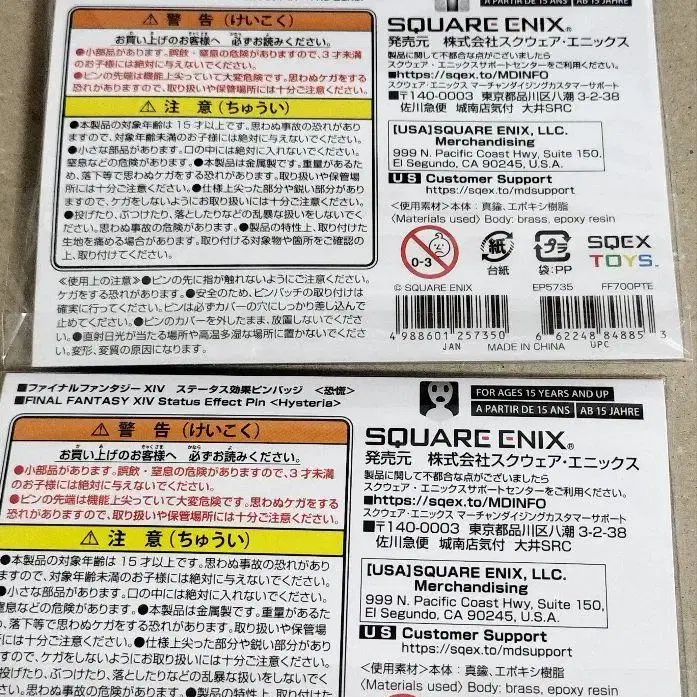 A PARTIR DE 15 ANS AB 15 JAHRE
⚠ 警 告 (けいこく)
お買い上げのお客様へ 必ずお読みください。
●小部品があります。誤飲・窒息の危険がありますので、3才未満
のお子様には絶対に与えないでください。
●ピンの先端は機能上尖っていて大変危険です。思わぬケガをする
恐れがありますので、取り扱いや保管場所には十分ご注意ください。
⚠ 注 意 (ちゅうい)
●本製品の対象年齢は15才以上です。思わぬ事故の恐れがあり
ますので、対象年齢未満のお子様には絶対に与えないでください。
●小さな部品があります。口の中には絶対に入れないでください。
窒息などの危険があります。●本製品は金属製です。重量があるた
め、落下等で思わぬケガをする恐れがあります。取り扱いや保管場
所には十分ご注意ください。●仕様上尖った部分や鋭い部分があり
ますので、ケガをしないようにお取り扱いには十分ご注意ください。
●投げたり、ぶつけたり、落としたりなどの乱暴な扱いをしないでく
ださい。思わぬ事故の危険があります。●製品の特性上、取り付けた
生地を痛める場合があります。取り付ける対象物や箇所をご確認の
上、取り付けてください。
≪使用上の注意≫●ピンの先に指が触れないようにご注意ください。
ケガをする恐れがあります。●安全のため、ピンバッチの取り付けは
確実に行ってください。ピンは必ずカバーの穴にしっかり差し込んで
止めてください。●ピンのカバーを外したまま、放置しないでくださ
い。●直射日光が当たる場所や高温多湿な場所に置かないでくださ
い。変形、変質の原因になります。
SQUARE ENIX®
発売元 株式会社スクウェア・エニックス
製品に関して不都合な点がございましたら
スクウェア・エニックスサポートセンターをご利用ください。
■https://sqex.to/MDINFO
スクウェア・エニックス マーチャンダイジングカスタマーサポート
■〒140-0003 東京都品川区八潮 3-2-38
佐川急便 城南店気付 大井SRC
[USA]SQUARE ENIX, LLC.
Merchandising
999 N. Pacific Coast Hwy, Suite 150,
El Segundo, CA 90245, U.S.A.
US Customer Support
https://sqex.to/mdsupport
〈使用素材〉本体：真鍮、エポキシ樹脂
〈Materials used〉Body: brass, epoxy resin
0-3
紙
台紙
プラ
袋：PP
SQEX
TOYS™
© SQUARE ENIX EP5735 FF700PTE
4 988601 257350
JAN
MADE IN CHINA
6 62248 84885 3
UPC
■ファイナルファンタジー XIV ステータス効果ピンバッジ 〈恐慌〉
■FINAL FANTASY XIV Status Effect Pin <Hysteria>
⚠ 警 告 (けいこく)
お買い上げのお客様へ 必ずお読みください。
●小部品があります。誤飲・窒息の危険がありますので、3才未満
のお子様には絶対に与えないでください。
●ピンの先端は機能上尖っていて大変危険です。思わぬケガをする
恐れがありますので、取り扱いや保管場所には十分ご注意ください。
⚠ 注 意 (ちゅうい)
●本製品の対象年齢は15才以上です。思わぬ事故の恐れがあり
ますので、対象年齢未満のお子様には絶対に与えないでください。
●小さな部品があります。口の中には絶対に入れないでください。
窒息などの危険があります。●本製品は金属製です。重量があるた
め、落下等で思わぬケガをする恐れがあります。取り扱いや保管場
所には十分ご注意ください。●仕様上尖った部分や鋭い部分があり
ますので、ケガをしないようにお取り扱いには十分ご注意ください。
●投げたり、ぶつけたり、落としたりなどの乱暴な扱いをしないでく
ださい。思わぬ事故の危険があります。●製品の特性上、取り付けた
FOR AGES 15 YEARS AND UP
A PARTIR DE 15 ANS AB 15 JAHRE
SQUARE ENIX®
発売元 株式会社スクウェア・エニックス
製品に関して不都合な点がございましたら
スクウェア・エニックスサポートセンターをご利用ください。
■https://sqex.to/MDINFO
スクウェア・エニックス マーチャンダイジングカスタマーサポート
■〒140-0003 東京都品川区八潮 3-2-38
佐川急便 城南店気付 大井SRC
[USA]SQUARE ENIX, LLC.
Merchandising
999 N. Pacific Coast Hwy, Suite 150,
El Segundo, CA 90245, U.S.A.
US Customer Support
https://sqex.to/mdsupport
〈使用素材〉本体：真鍮、エポキシ樹脂
〈Materials used〉Body: brass, epoxy resin